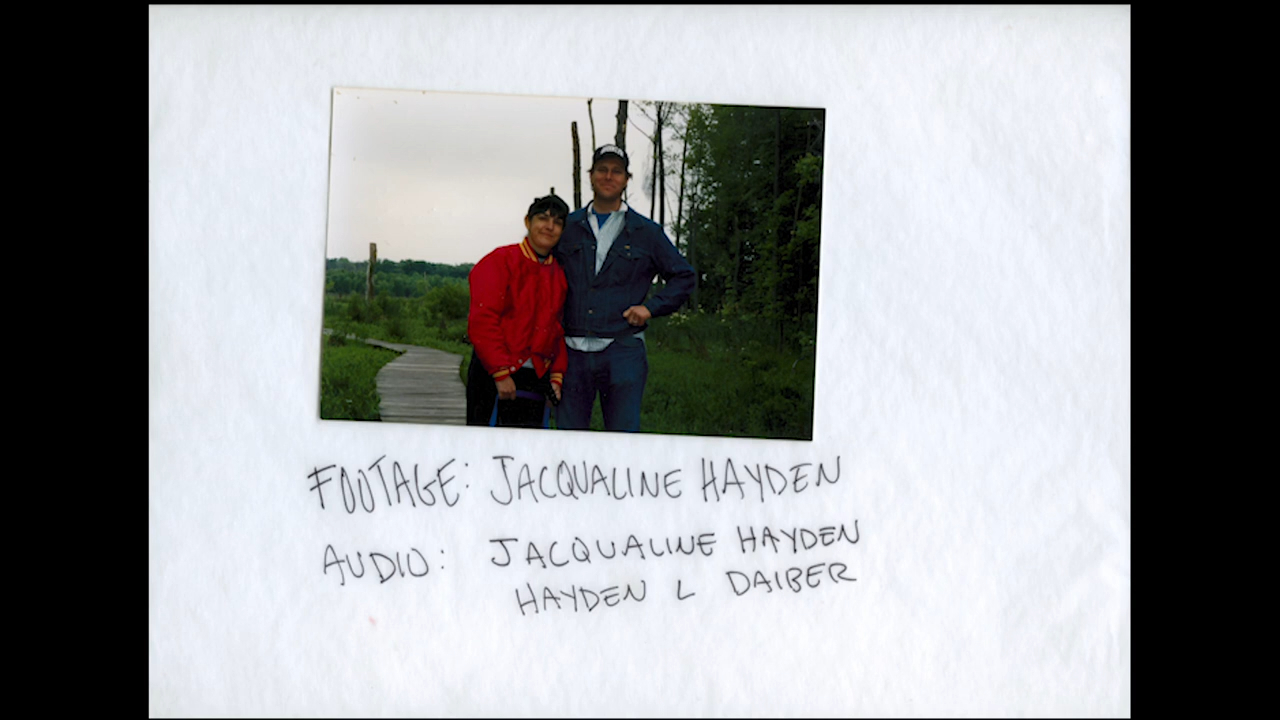 FOOTAGE: JACQUALINE HAYDEN
AUDIO: JACQUALINE HAYDEN
HAYDEN L DAIBER